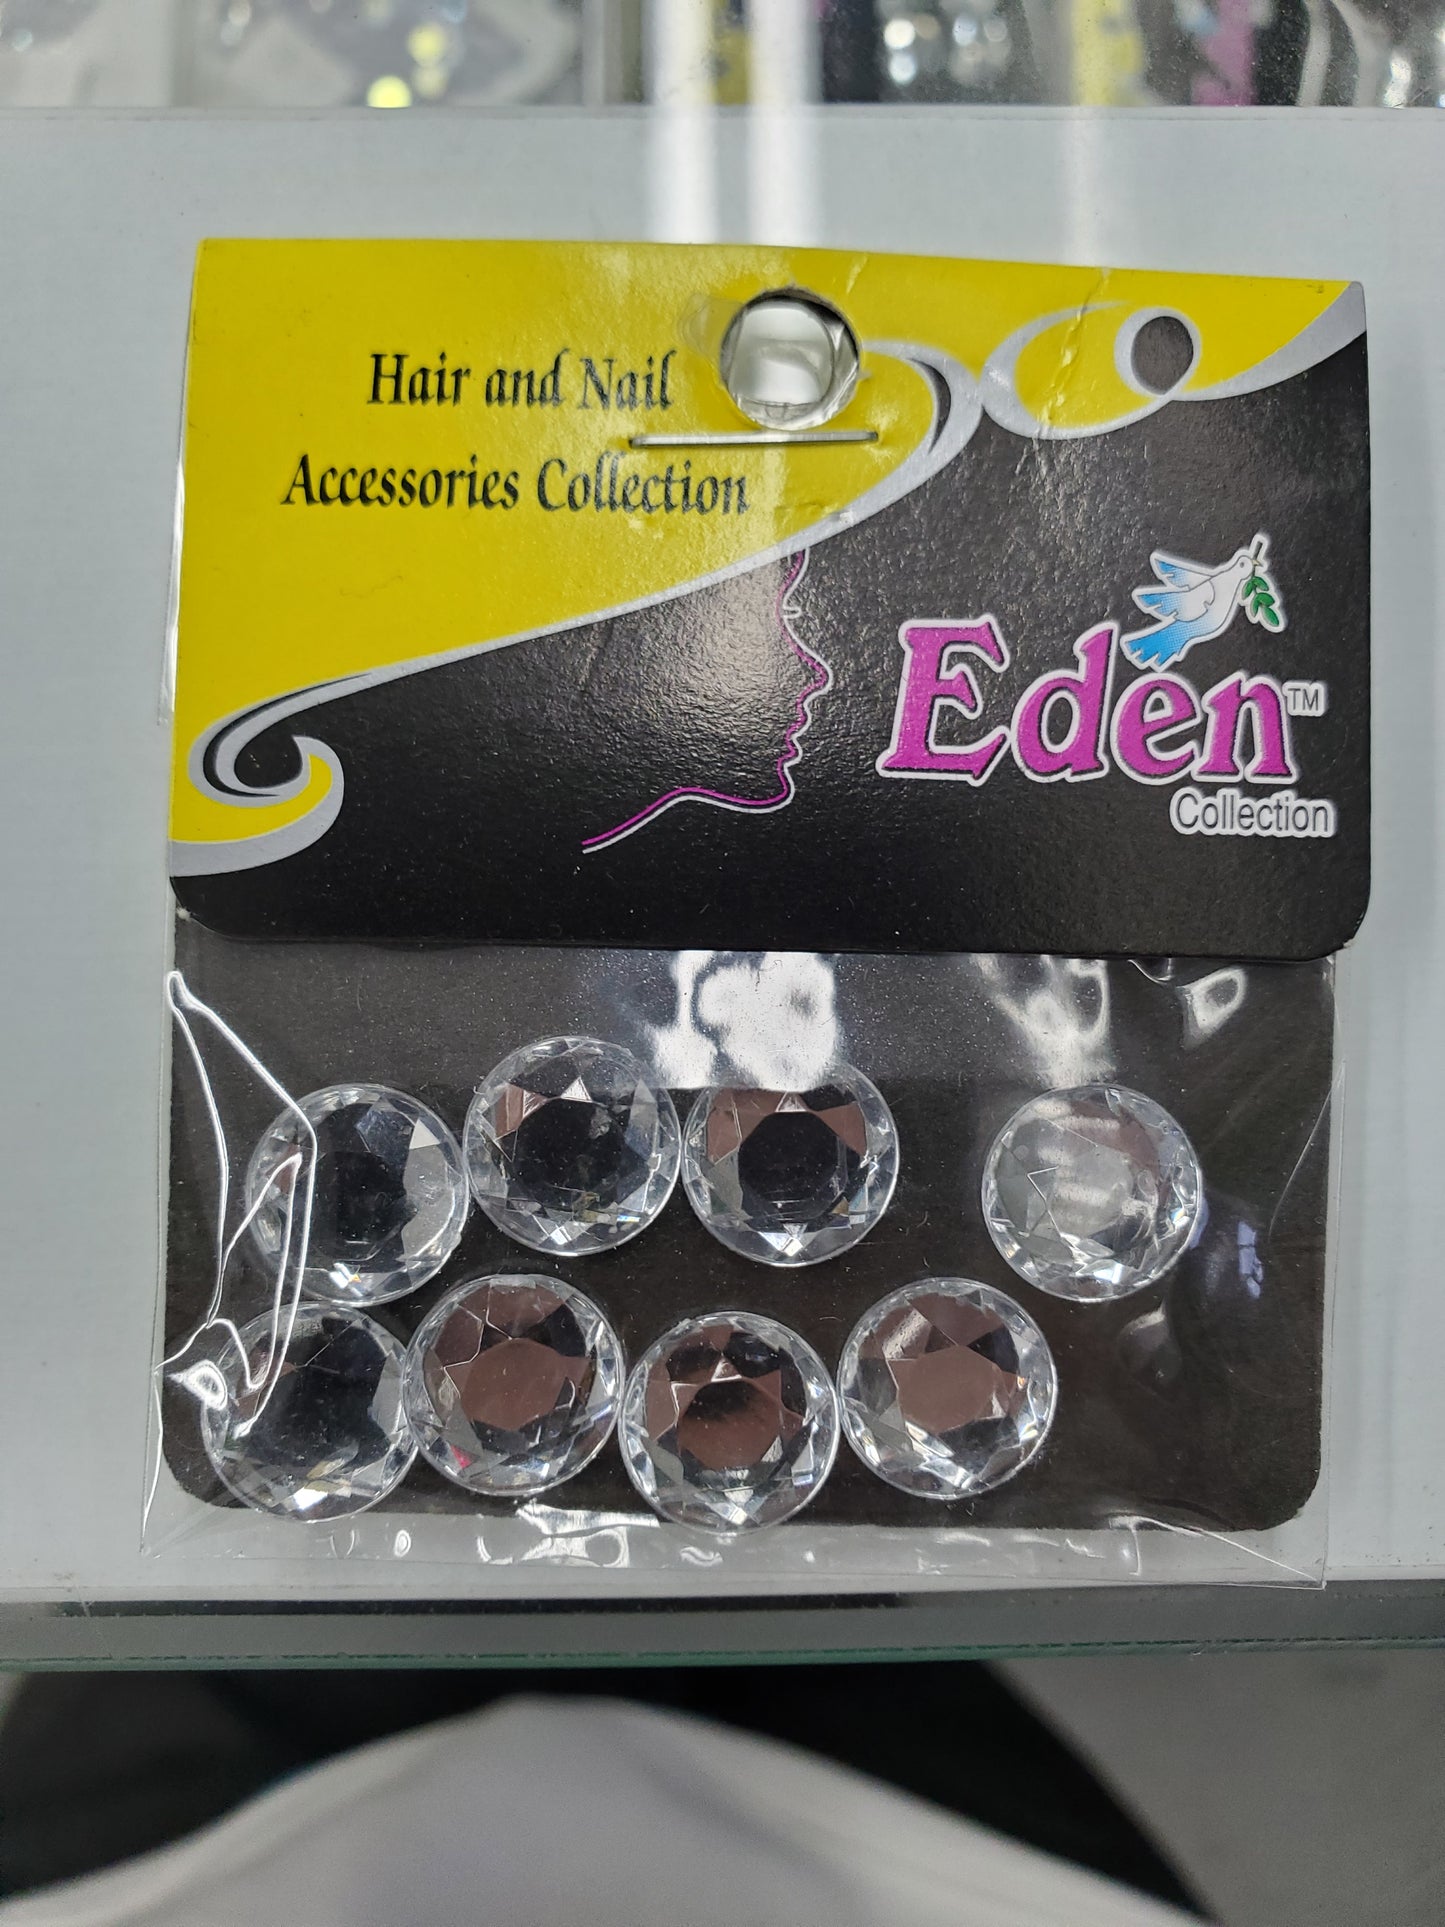 Hair and Nail
Accessories Collection
Eden™
Collection